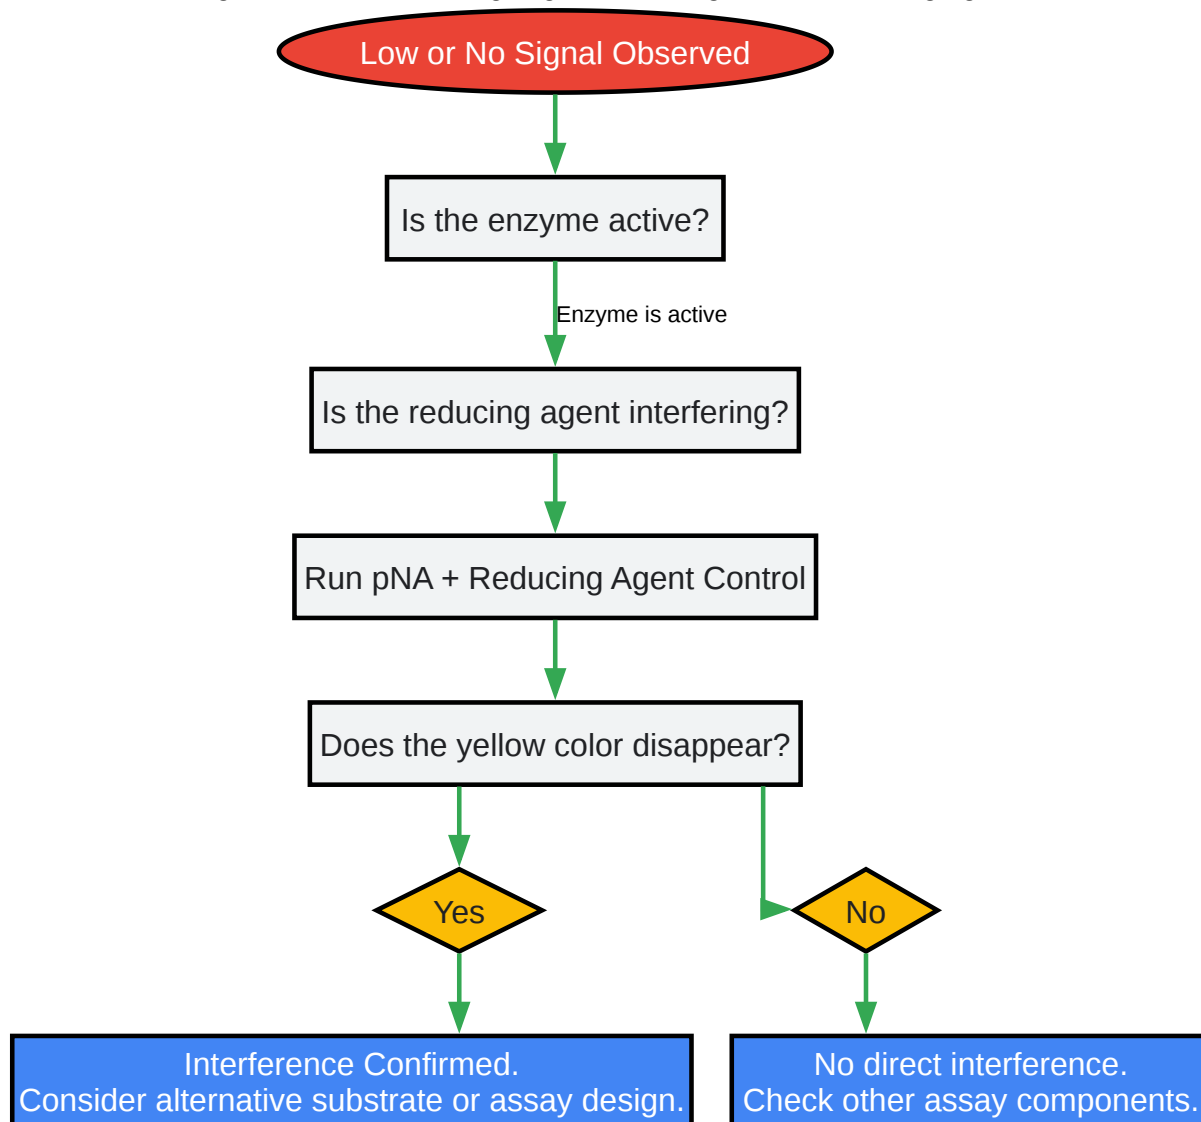 Low or No Signal Observed
Is the enzyme active?
Enzyme is active
Is the reducing agent interfering?
Run pNA + Reducing Agent Control
Does the yellow color disappear?
Yes
No
Interference Confirmed.
Consider alternative substrate or assay design.
No direct interference.
Check other assay components.